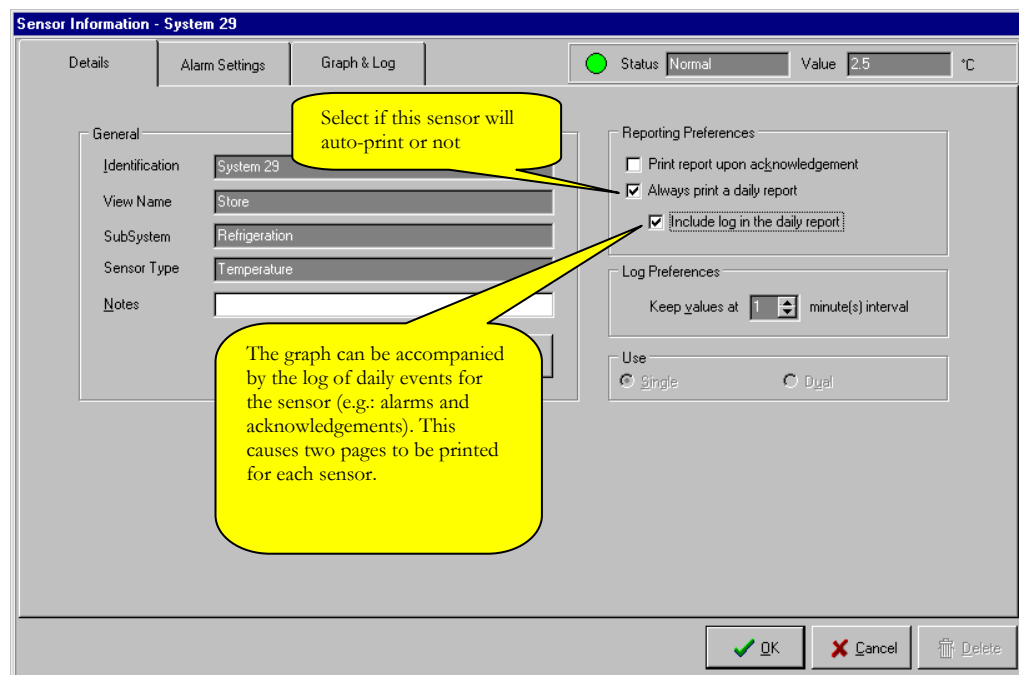 Sensor Information - System 29
Details
Alarm Settings
Graph & Log
Status Normal
Value 2.5 °C
Select if this sensor will
auto-print or not
General
Identification System 29
View Name Store
SubSystem Refrigeration
Sensor Type Temperature
Notes
Reporting Preferences
Print report upon acknowledgement
Always print a daily report
Include log in the daily report
Log Preferences
Keep values at 1 minute(s) interval
Use
Single
Dual
The graph can be accompanied
by the log of daily events for
the sensor (e.g.: alarms and
acknowledgements). This
causes two pages to be printed
for each sensor.
OK
Cancel
Delete